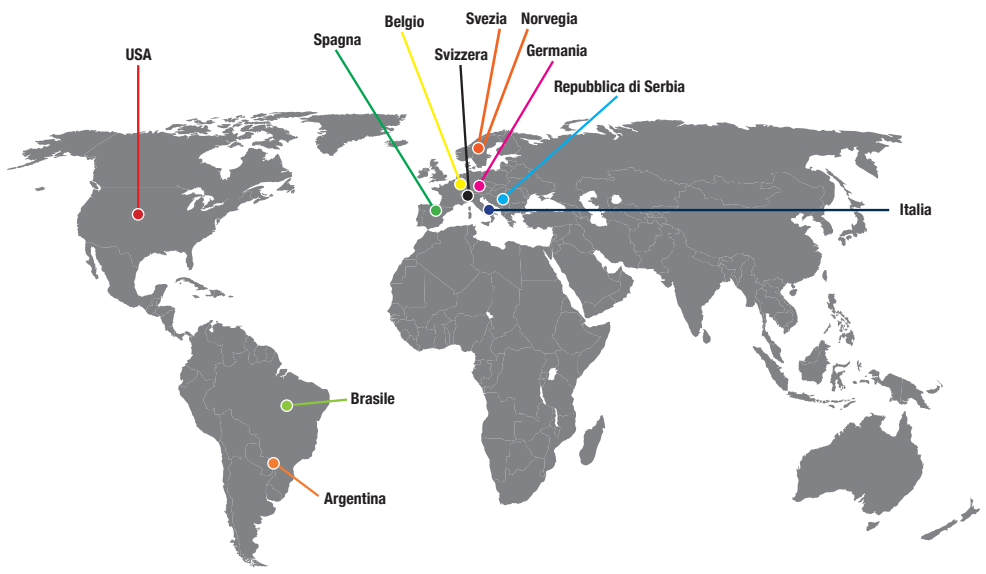 Belgio
Svezia
Norvegia
Spagna
USA
Svizzera
Germania
Repubblica di Serbia
Italia
Brasile
Argentina